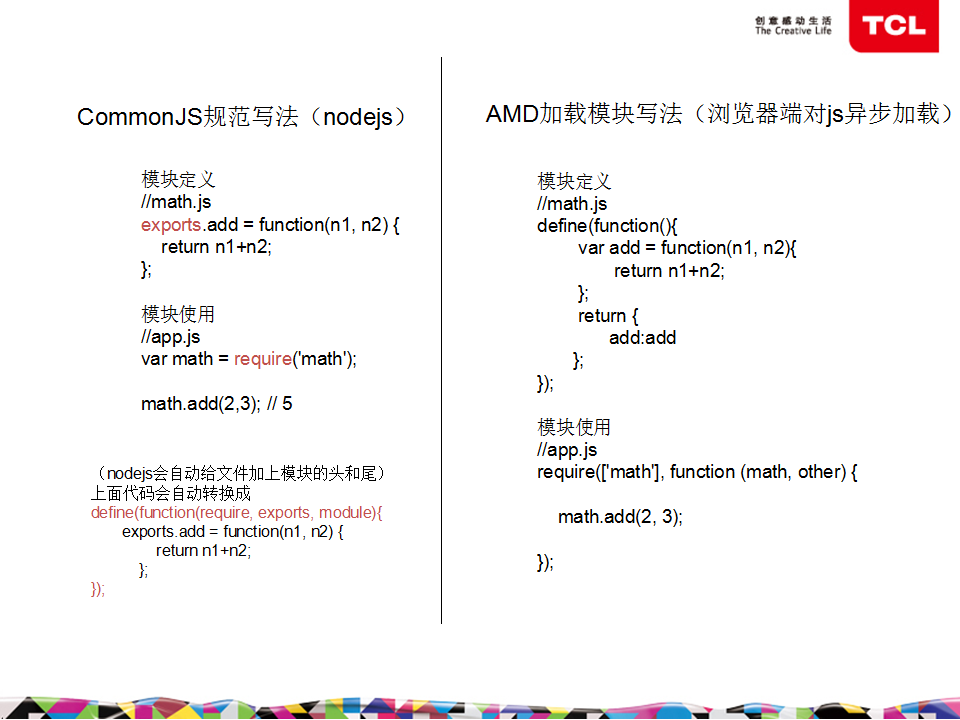 创意感动生活
The Creative Life
TCL
CommonJS规范写法（nodejs）
模块定义
//math.js
exports.add = function(n1, n2) {
return n1+n2;
};
模块使用
//app.js
var math = require('math');
math.add(2,3); // 5
（nodejs会自动给文件加上模块的头和尾）
上面代码会自动转换成
define(function(require, exports, module){
exports.add = function(n1, n2) {
return n1+n2;
};
});
AMD加载模块写法（浏览器端对js异步加载）
模块定义
//math.js
define(function(){
var add = function(n1, n2){
return n1+n2;
};
return {
add:add
};
});
模块使用
//app.js
require(['math'], function (math, other) {
math.add(2, 3);
});